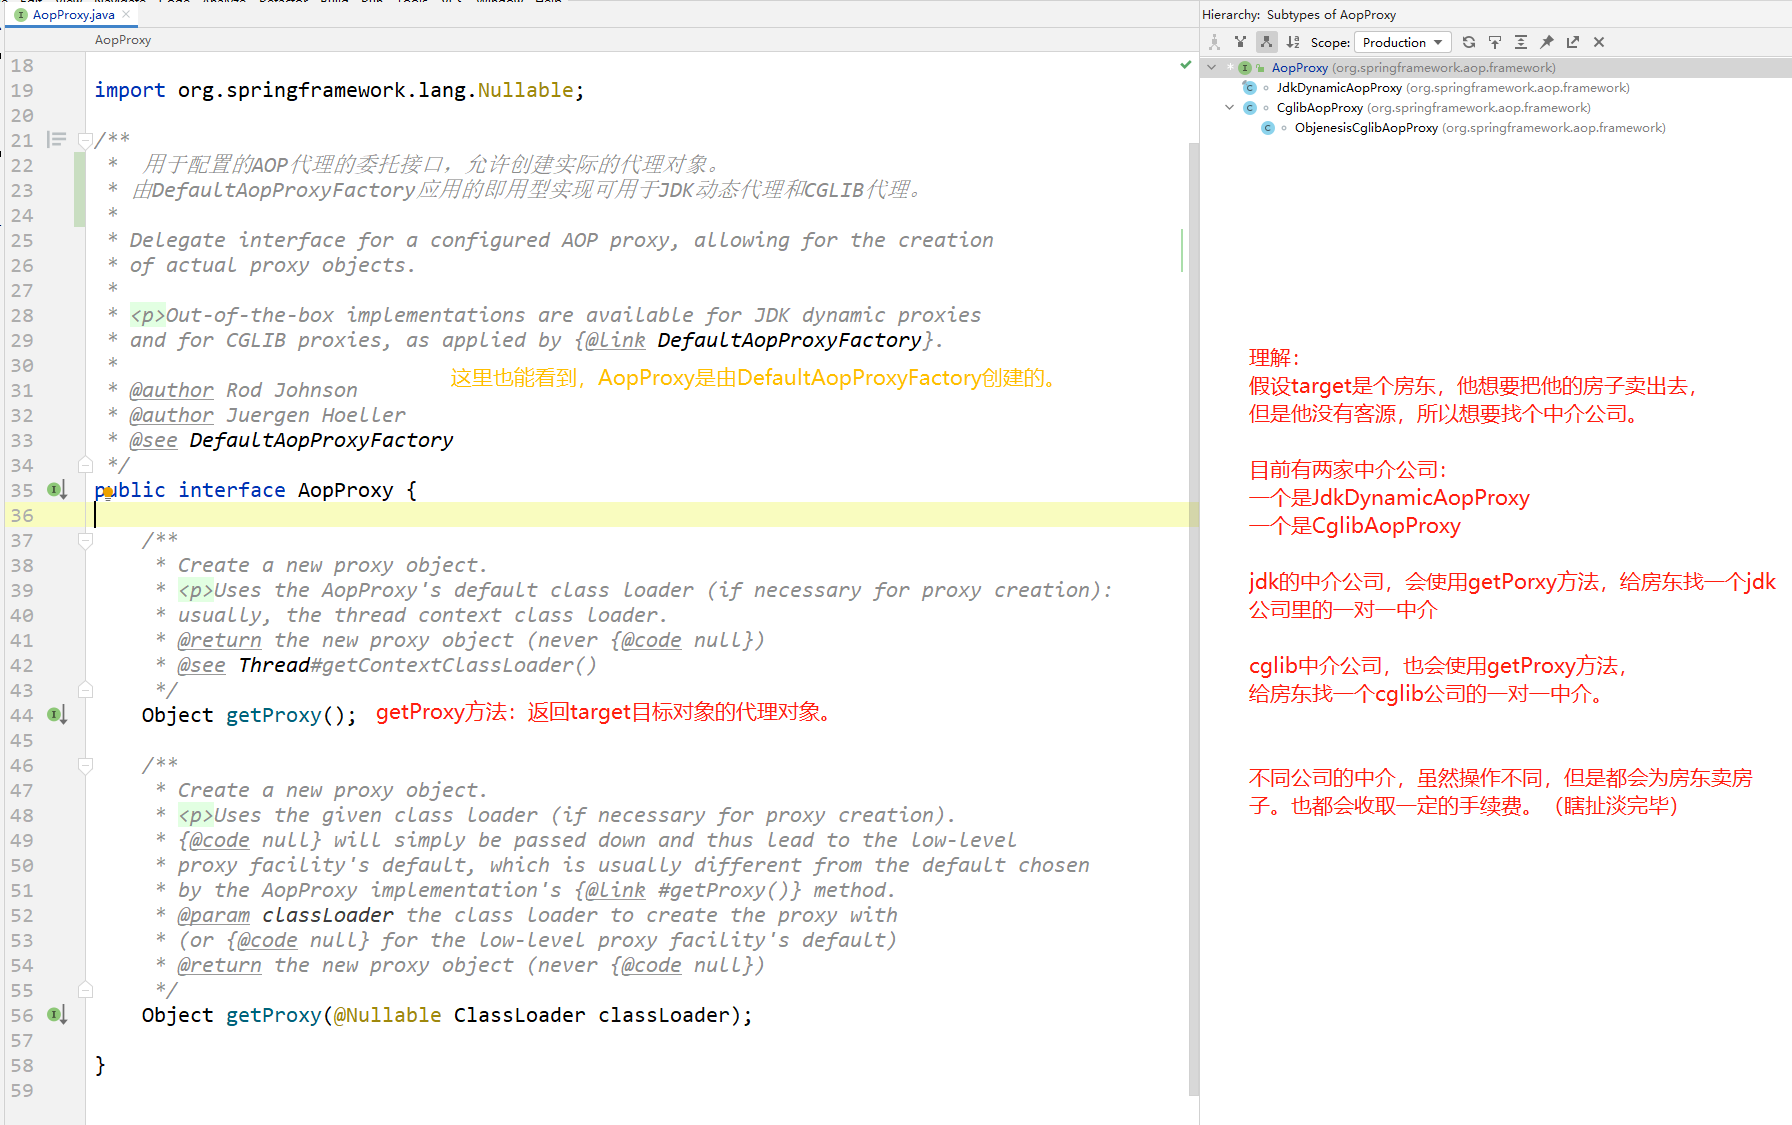 AopProxy.java
AopProxy
18
19 import org.springframework.lang.Nullable;
20
21 /**
22 * 用于配置的AOP代理的委托接口，允许创建实际的代理对象。
23 * 由DefaultAopProxyFactory应用的即用型实现可用于JDK动态代理和CGLIB代理。
24 *
25 * Delegate interface for a configured AOP proxy, allowing for the creation
26 * of actual proxy objects.
27 *
28 * <p>Out-of-the-box implementations are available for JDK dynamic proxies
29 * and for CGLIB proxies, as applied by {@link DefaultAopProxyFactory}.
30 *
这里也能看到，AopProxy是由DefaultAopProxyFactory创建的。
31 * @author Rod Johnson
32 * @author Juergen Hoeller
33 * @see DefaultAopProxyFactory
34 */
35 public interface AopProxy {
36
37 /**
38 * Create a new proxy object.
39 * <p>Uses the AopProxy's default class loader (if necessary for proxy creation):
40 * usually, the thread context class loader.
41 * @return the new proxy object (never {@code null})
42 * @see Thread#getContextClassLoader()
43 */
44 Object getProxy(); getProxy方法：返回target目标对象的代理对象。
45
46 /**
47 * Create a new proxy object.
48 * <p>Uses the given class loader (if necessary for proxy creation).
49 * {@code null} will simply be passed down and thus lead to the low-level
50 * proxy facility's default, which is usually different from the default chosen
51 * by the AopProxy implementation's {@link #getProxy()} method.
52 * @param classLoader the class loader to create the proxy with
53 * (or {@code null} for the low-level proxy facility's default)
54 * @return the new proxy object (never {@code null})
55 */
56 Object getProxy(@Nullable ClassLoader classLoader);
57
58 }
59
Hierarchy: Subtypes of AopProxy
Scope: Production
AopProxy (org.springframework.aop.framework)
JdkDynamicAopProxy (org.springframework.aop.framework)
CglibAopProxy (org.springframework.aop.framework)
ObjenesisCglibAopProxy (org.springframework.aop.framework)
理解：
假设target是个房东，他想要把他的房子卖出去，
但是他没有客源，所以想要找个中介公司。
目前有两家中介公司：
一个是JdkDynamicAopProxy
一个是CglibAopProxy
jdk的中介公司，会使用getPorxy方法，给房东找一个jdk
公司里的一对一中介
cglib中介公司，也会使用getProxy方法，
给房东找一个cglib公司的一对一中介。
不同公司的中介，虽然操作不同，但是都会为房东卖房
子。也都会收取一定的手续费。（瞎扯淡完毕）